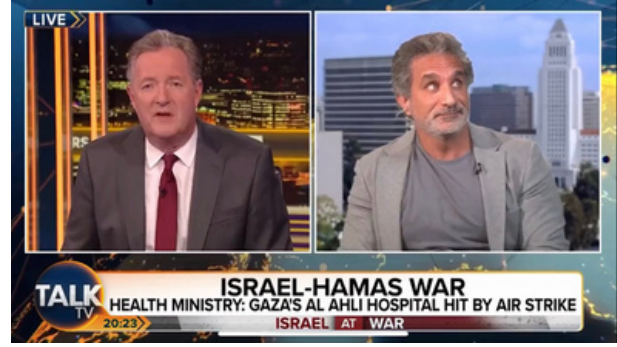 LIVE
RS
ISRAEL-HAMAS WAR
HEALTH MINISTRY: GAZA'S AL AHLI HOSPITAL HIT BY AIR STRIKE
TALK
TV
20:23
ISRAEL AT WAR